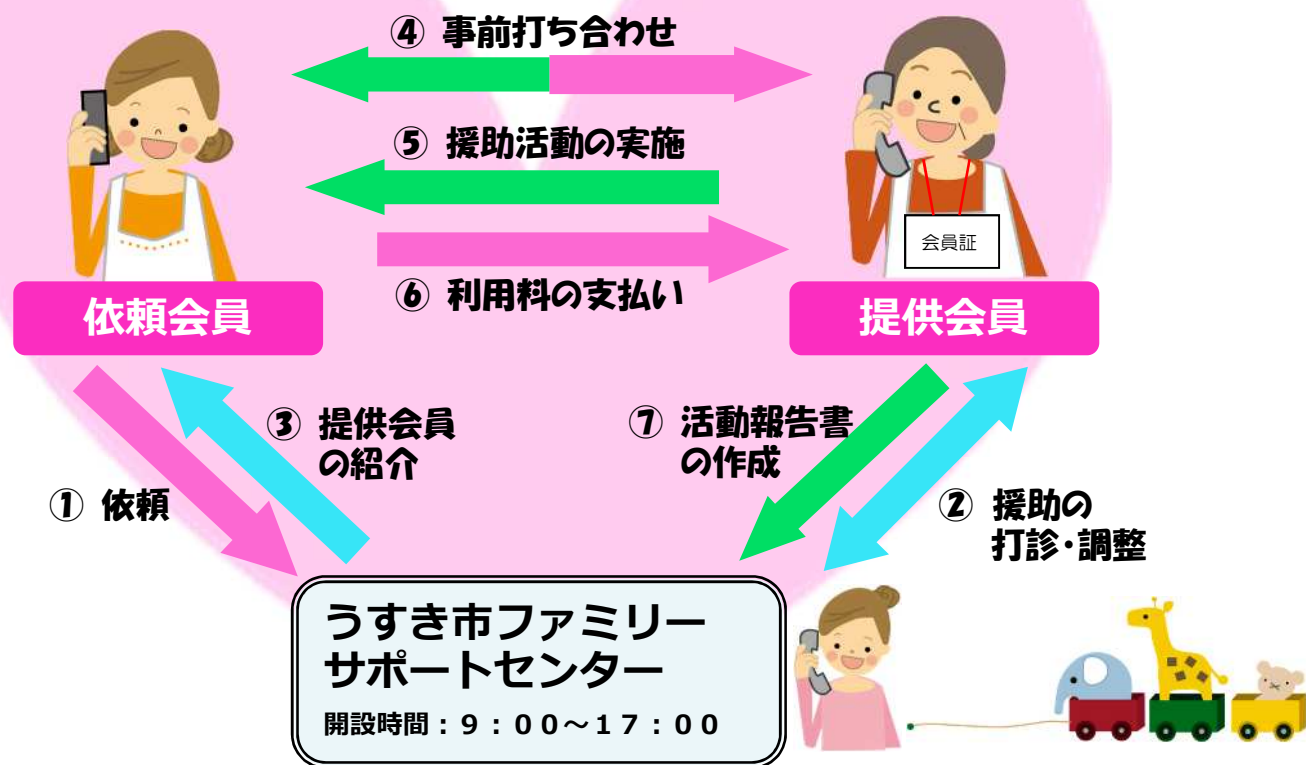 ④ 事前打ち合わせ
⑤ 援助活動の実施
会員証
⑥ 利用料の支払い
依頼会員
提供会員
③ 提供会員
の紹介
⑦ 活動報告書
の作成
① 依頼
② 援助の
打診・調整
うすき市ファミリー
サポートセンター
開設時間：９：００～１７：００